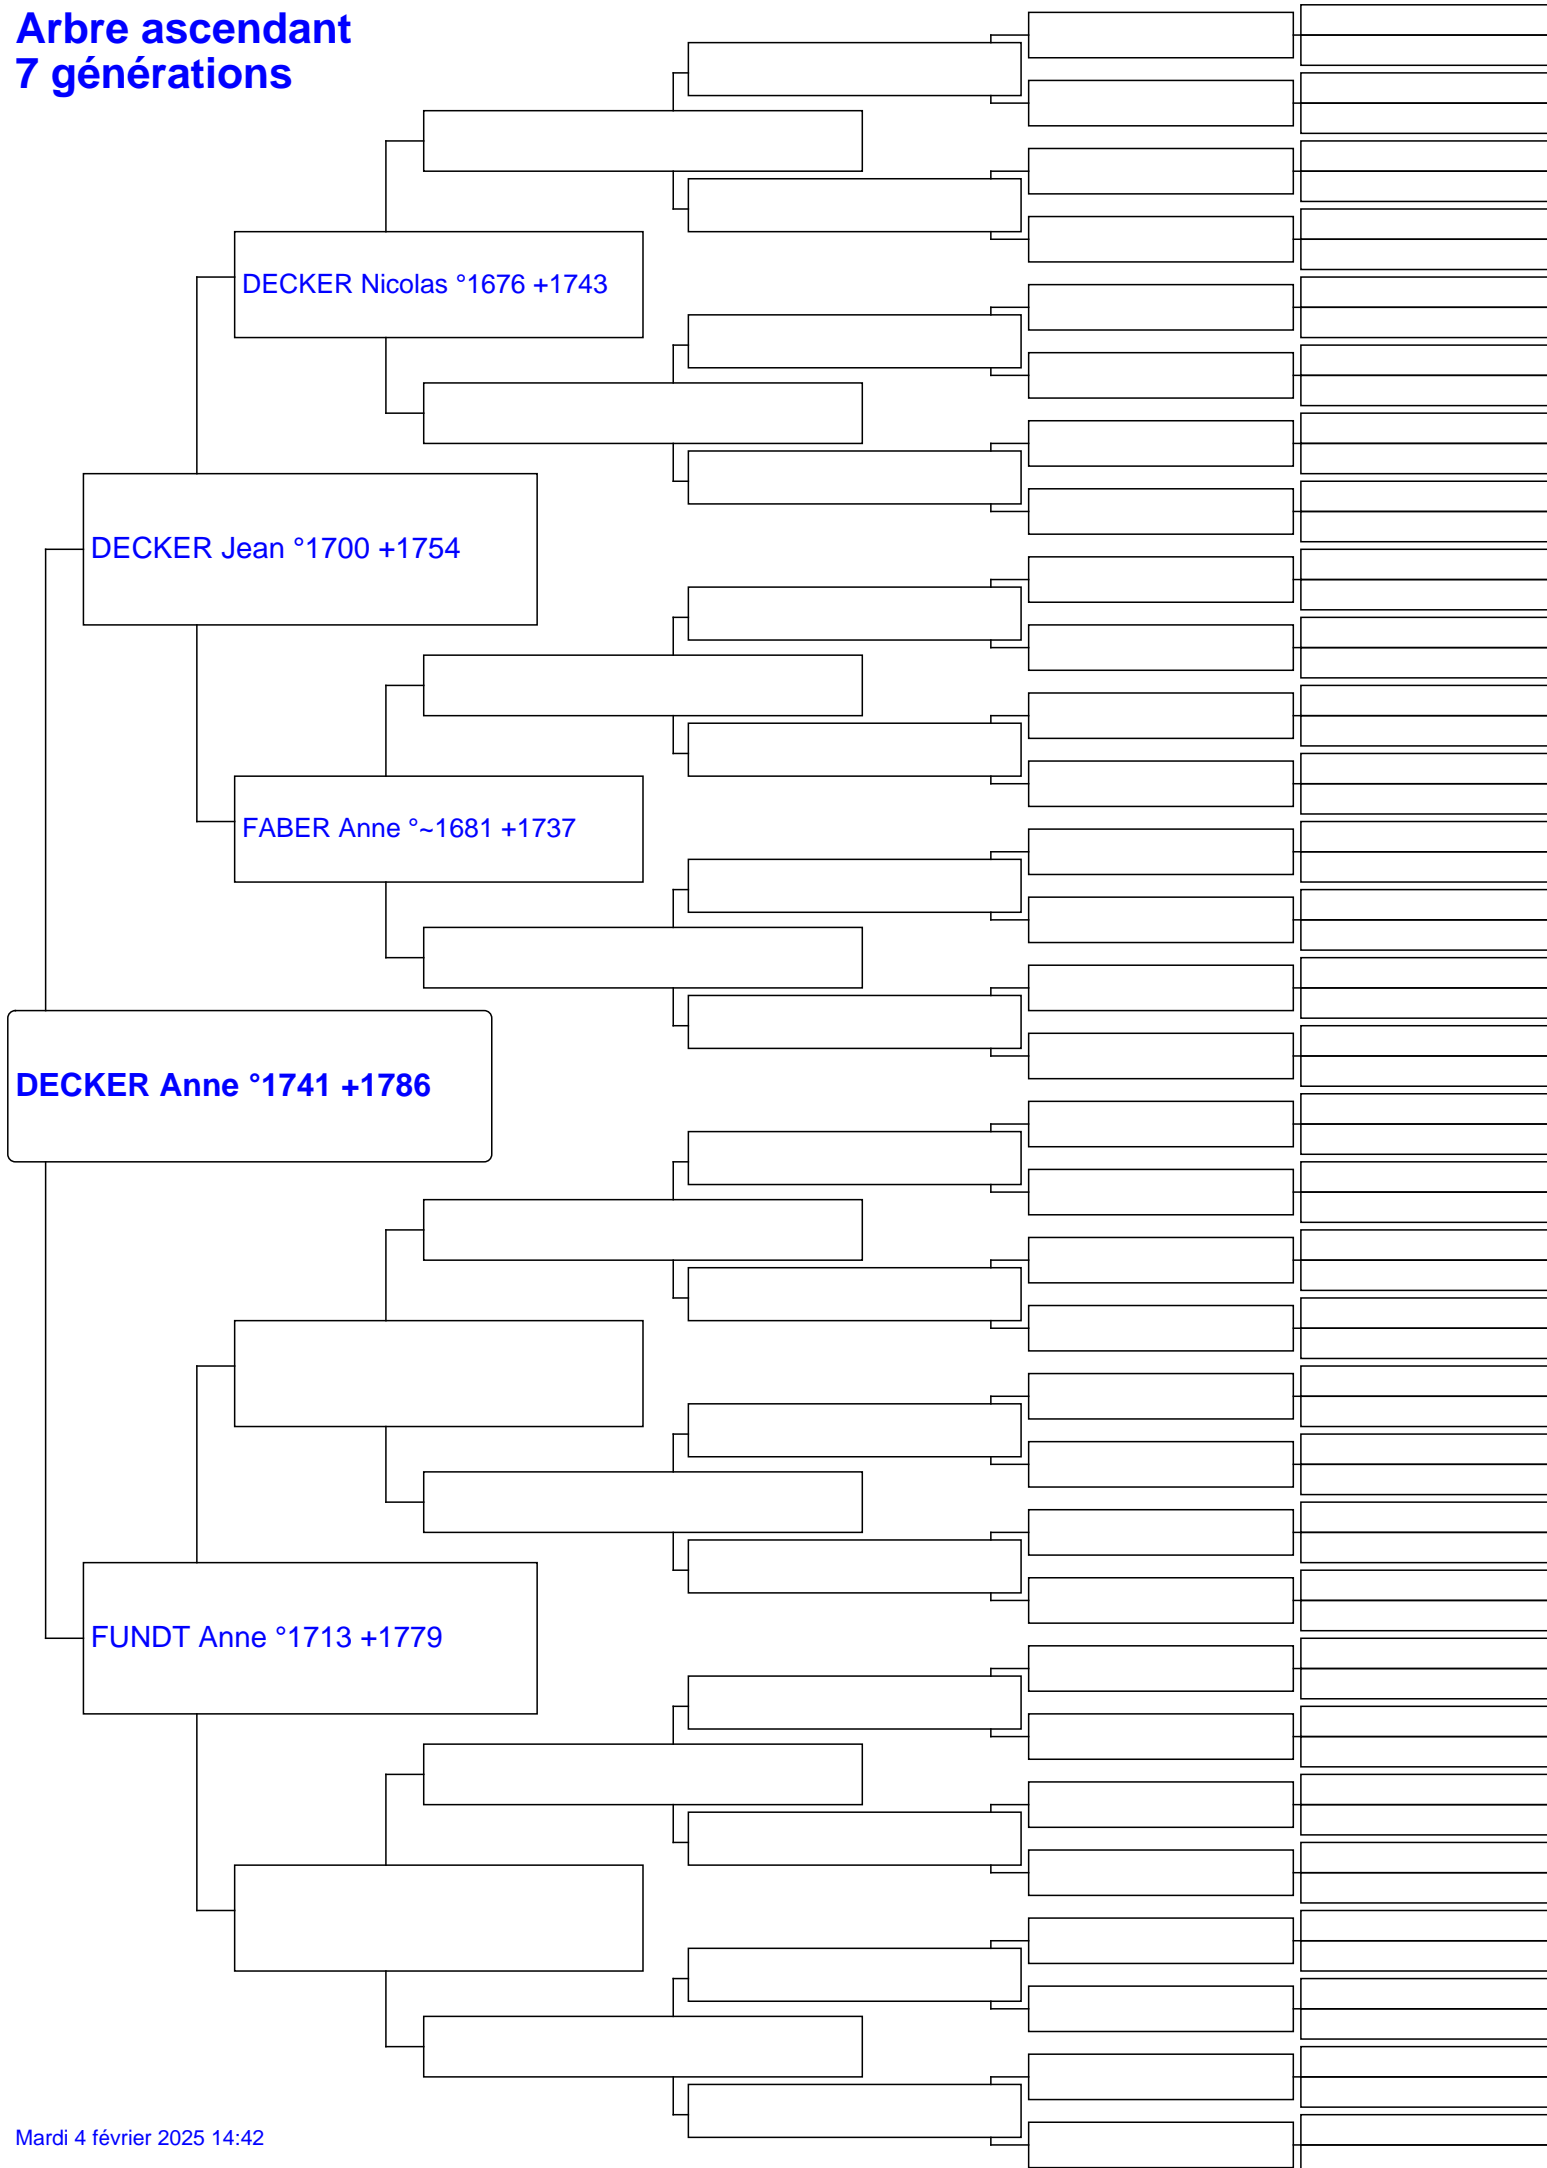 Arbre ascendant
7 générations
DECKER Nicolas °1676 +1743
DECKER Jean °1700 +1754
FABER Anne °~1681 +1737
DECKER Anne °1741 +1786
FUNDT Anne °1713 +1779
Mardi 4 février 2025 14:42